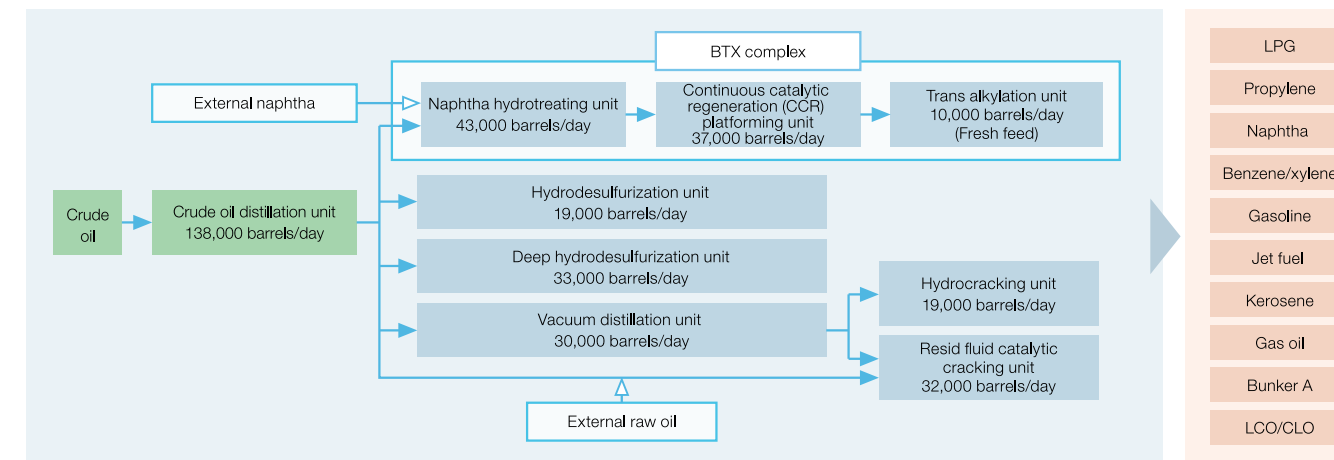 BTX complex
External naphtha
Naphtha hydrotreating unit
43,000 barrels/day
Continuous catalytic
regeneration (CCR)
platforming unit
37,000 barrels/day
Trans alkylation unit
10,000 barrels/day
(Fresh feed)
Crude
oil
Crude oil distillation unit
138,000 barrels/day
Hydrodesulfurization unit
19,000 barrels/day
Deep hydrodesulfurization unit
33,000 barrels/day
Vacuum distillation unit
30,000 barrels/day
Hydrocracking unit
19,000 barrels/day
Resid fluid catalytic
cracking unit
32,000 barrels/day
External raw oil
LPG
Propylene
Naphtha
Benzene/xylene
Gasoline
Jet fuel
Kerosene
Gas oil
Bunker A
LCO/CLO